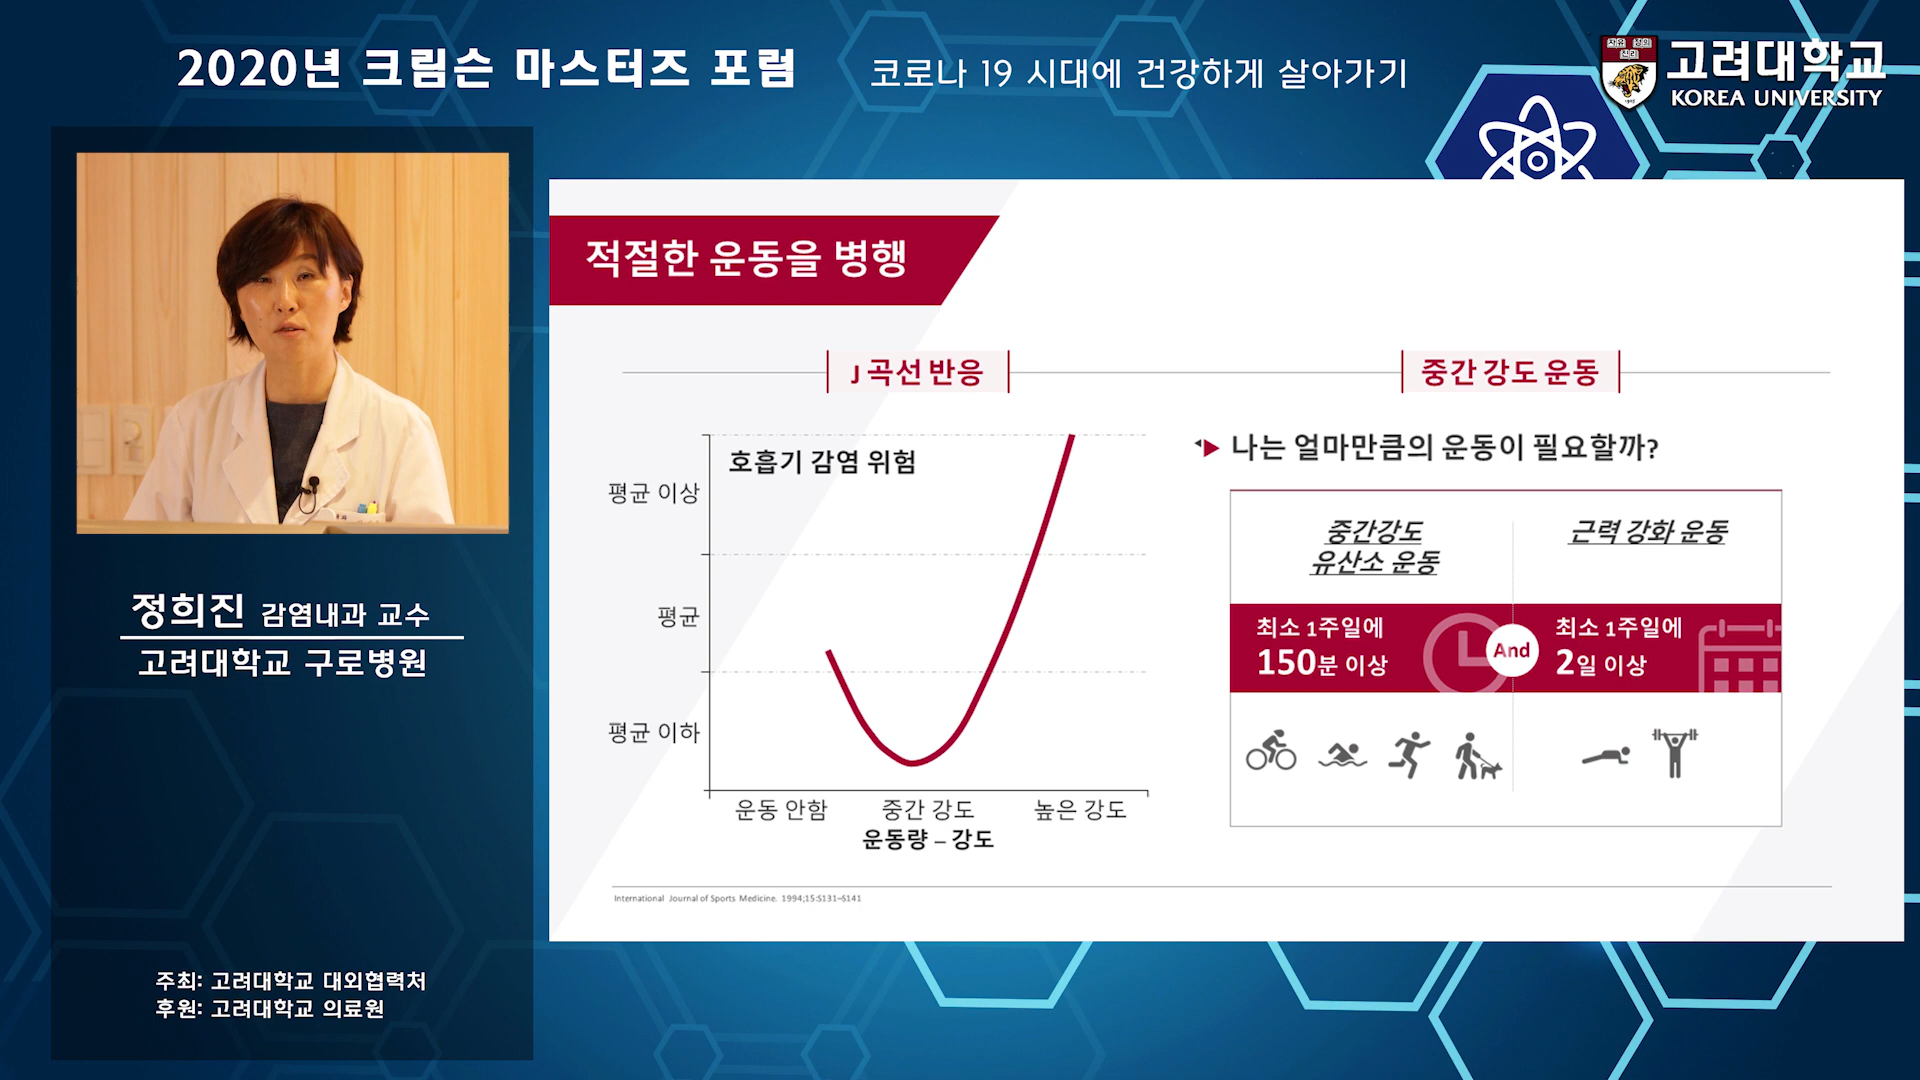 2020년 크림슨 마스터즈 포럼
코로나 19 시대에 건강하게 살아가기
고려대학교
KOREA UNIVERSITY
정희진 감염내과 교수
고려대학교 구로병원
주최: 고려대학교 대외협력처
후원: 고려대학교 의료원
적절한 운동을 병행
J 곡선 반응
호흡기 감염 위험
평균 이상
평균
평균 이하
운동 안함
중간 강도
높은 강도
운동량 – 강도
중간 강도 운동
나는 얼마만큼의 운동이 필요할까?
중간강도
유산소 운동
근력 강화 운동
최소 1주일에
150분 이상
And
최소 1주일에
2일 이상
International Journal of Sports Medicine. 1994;15:S131–S141